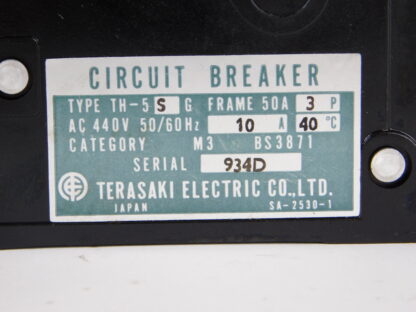 CIRCUIT BREAKER
TYPE TH-5 S G FRAME 50A 3 P
AC 440V 50/60Hz 10 A 40 °C
CATEGORY M3 BS3871
SERIAL 934D
TERASAKI ELECTRIC CO.,LTD.
JAPAN SA-2530-1